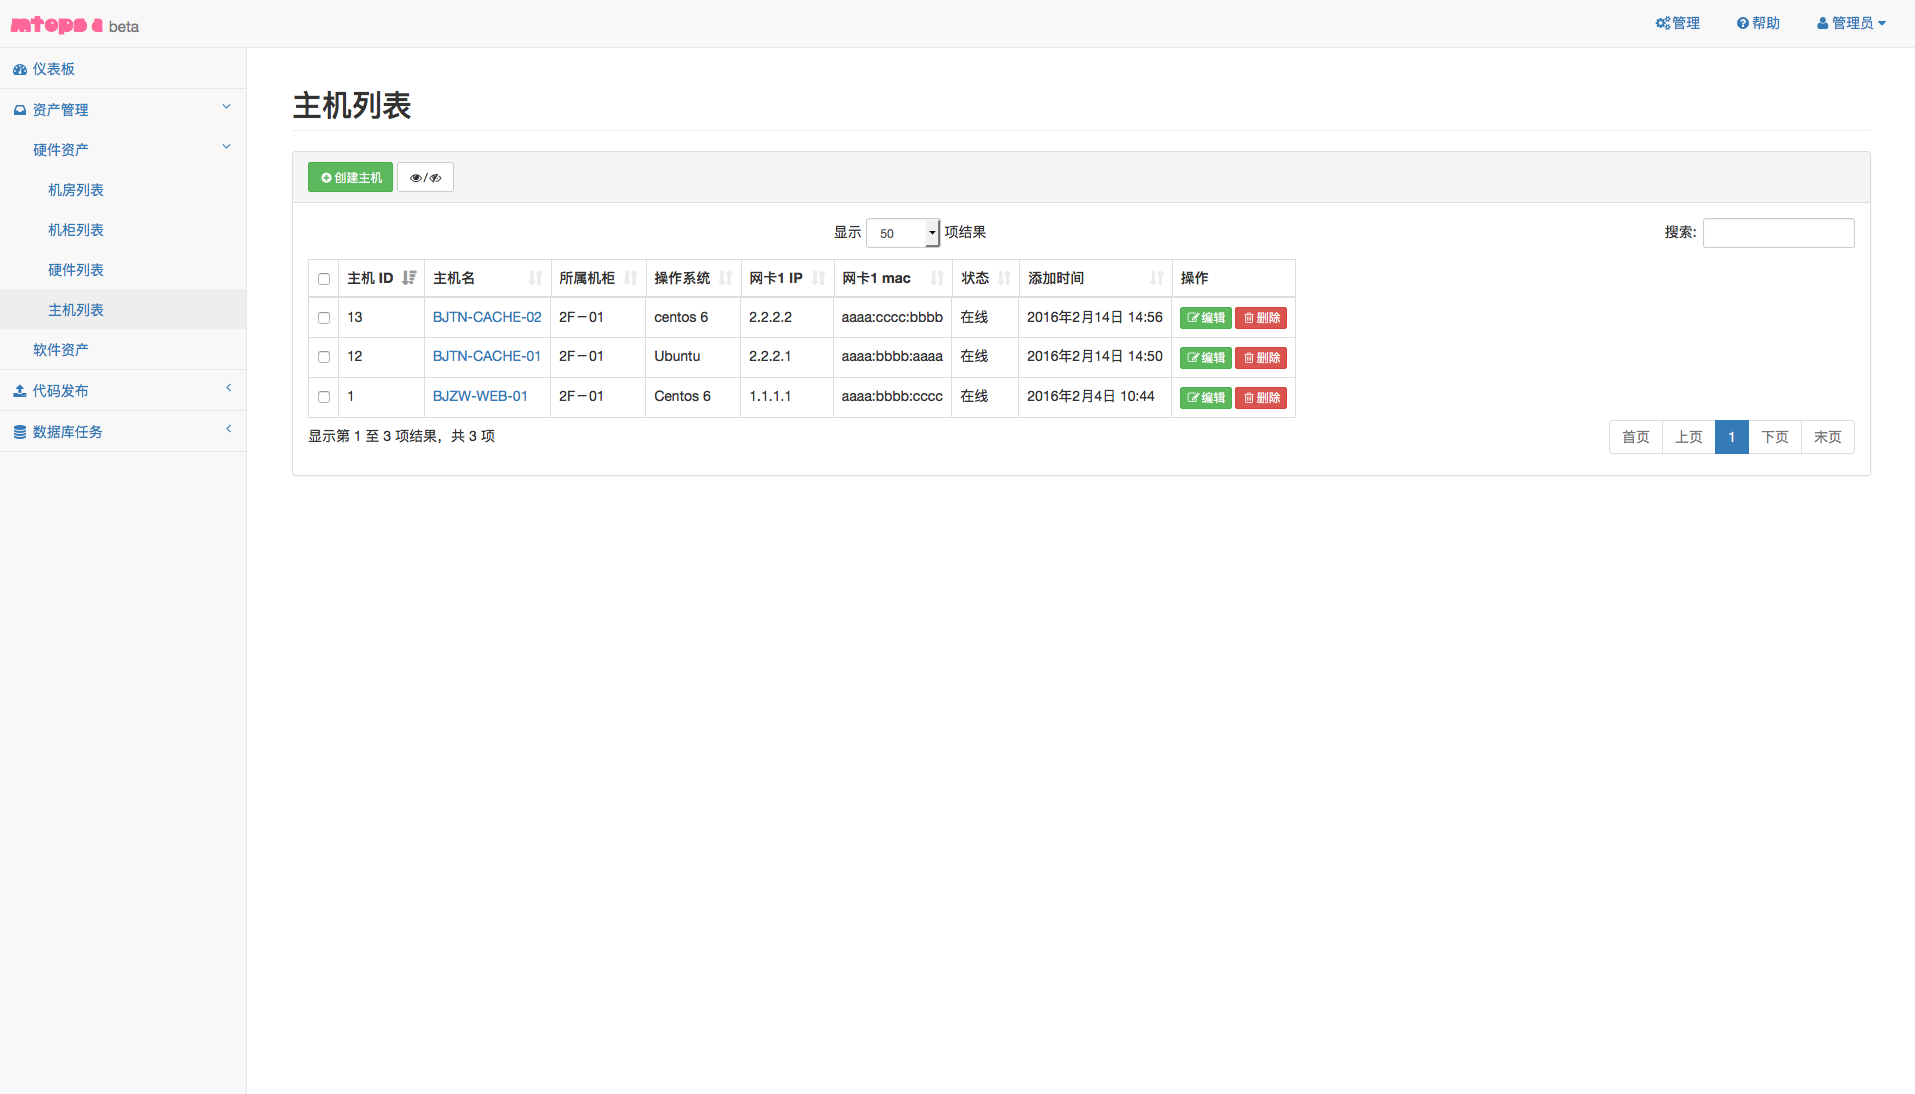 mtops a beta
管理 帮助 管理员
仪表板
资产管理
硬件资产
机房列表
机柜列表
硬件列表
主机列表
软件资产
代码发布
数据库任务
主机列表
创建主机 /
显示 50 项结果 搜索:
主机 ID 主机名 所属机柜 操作系统 网卡1 IP 网卡1 mac 状态 添加时间 操作
13 BJTN-CACHE-02 2F－01 centos 6 2.2.2.2 aaaa:cccc:bbbb 在线 2016年2月14日 14:56 编辑 删除
12 BJTN-CACHE-01 2F－01 Ubuntu 2.2.2.1 aaaa:bbbb:aaaa 在线 2016年2月14日 14:50 编辑 删除
1 BJZW-WEB-01 2F－01 Centos 6 1.1.1.1 aaaa:bbbb:cccc 在线 2016年2月4日 10:44 编辑 删除
显示第 1 至 3 项结果，共 3 项
首页 上页 1 下页 末页